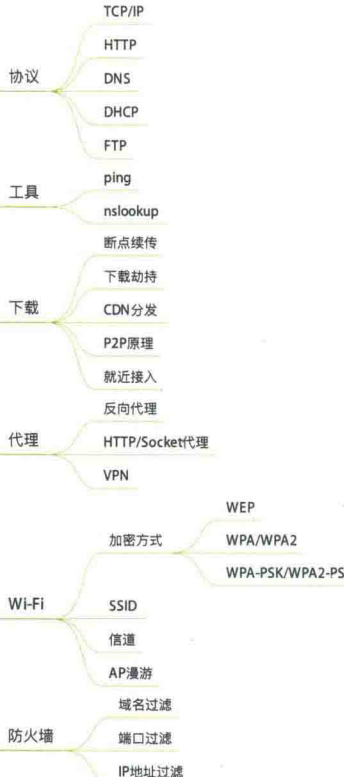 协议
TCP/IP
HTTP
DNS
DHCP
FTP
工具
ping
nslookup
下载
断点续传
下载劫持
CDN分发
P2P原理
就近接入
代理
反向代理
HTTP/Socket代理
VPN
Wi-Fi
加密方式
WEP
WPA/WPA2
WPA-PSK/WPA2-PS
SSID
信道
AP漫游
防火墙
域名过滤
端口过滤
IP地址过滤